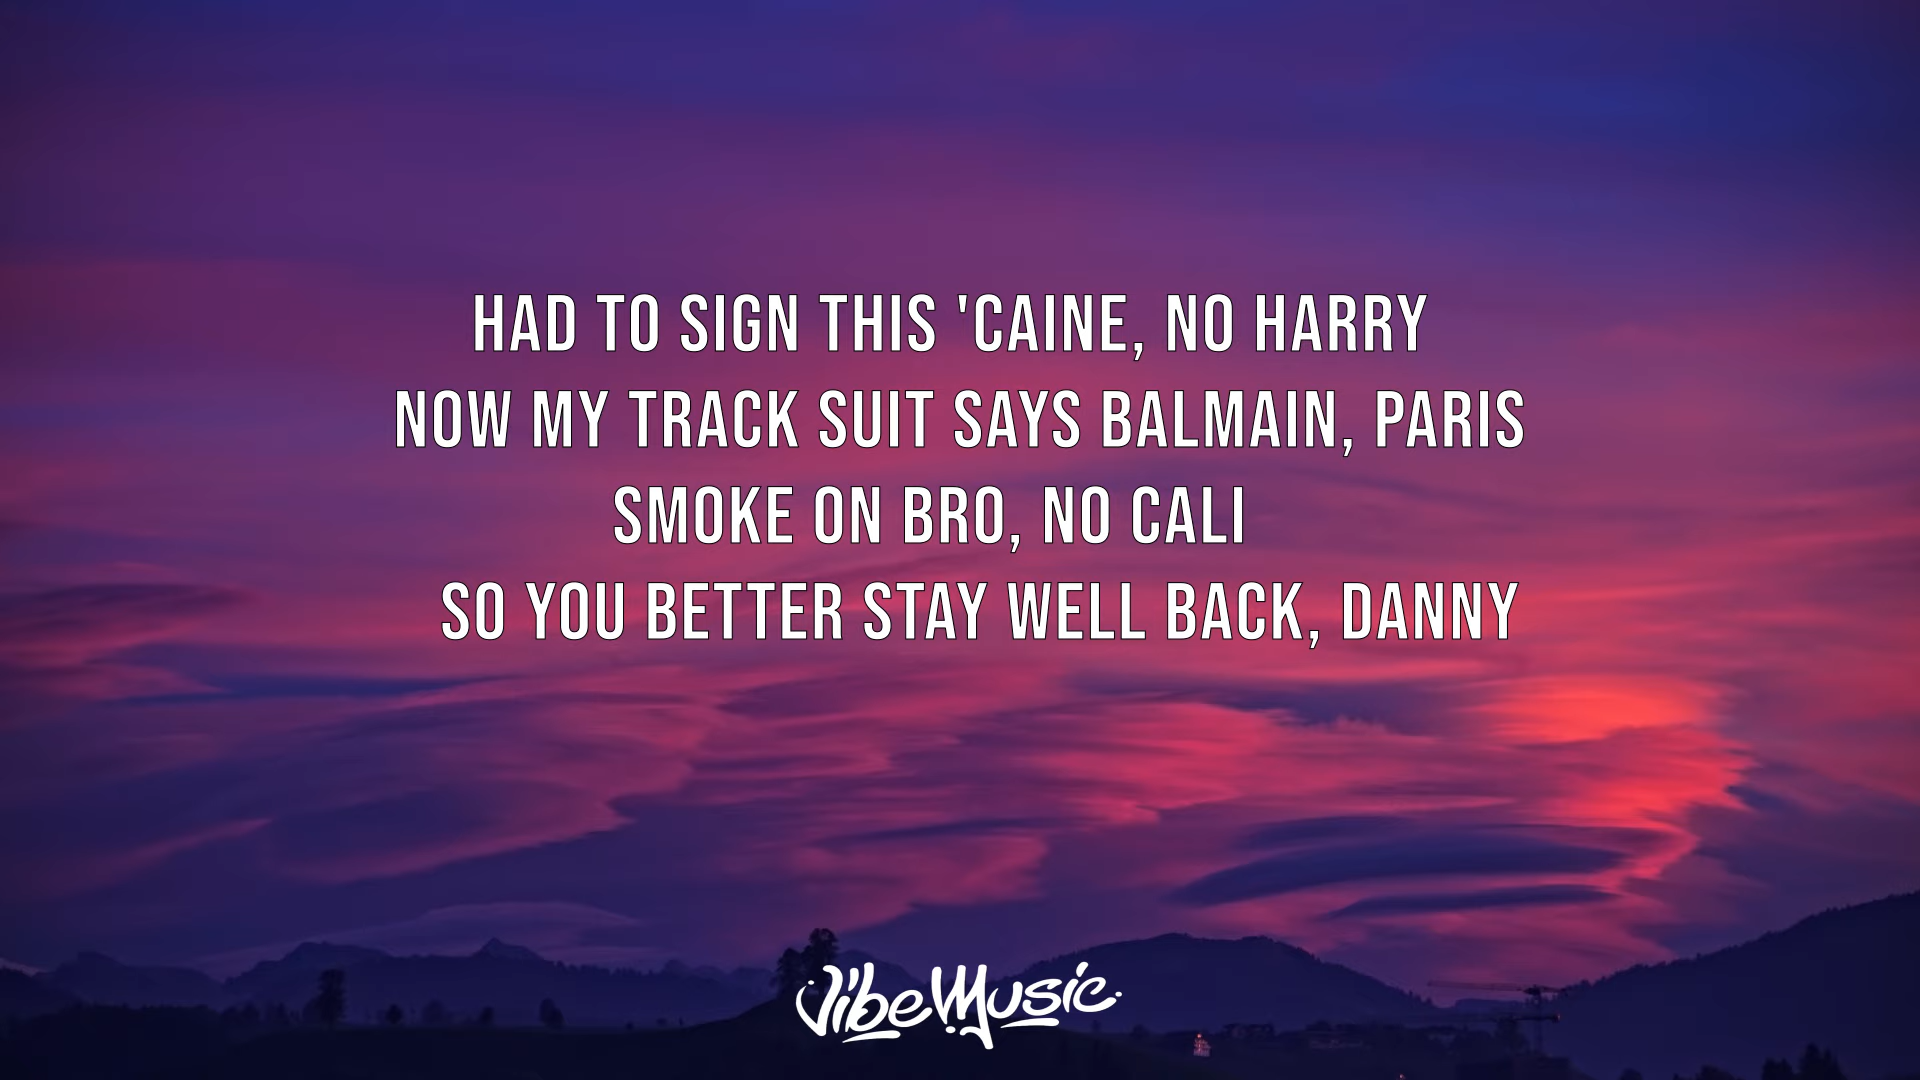 HAD TO SIGN THIS 'CAINE, NO HARRY
NOW MY TRACK SUIT SAYS BALMAIN, PARIS
SMOKE ON BRO, NO CALI
SO YOU BETTER STAY WELL BACK, DANNY
VibeMusic